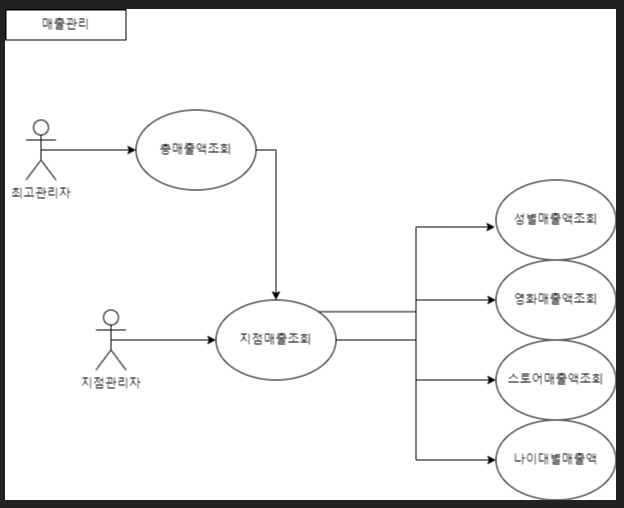 매출관리
총매출액조회
최고관리자
성별매출액조회
영화매출액조회
지점매출조회
지점관리자
스토어매출액조회
나이대별매출액